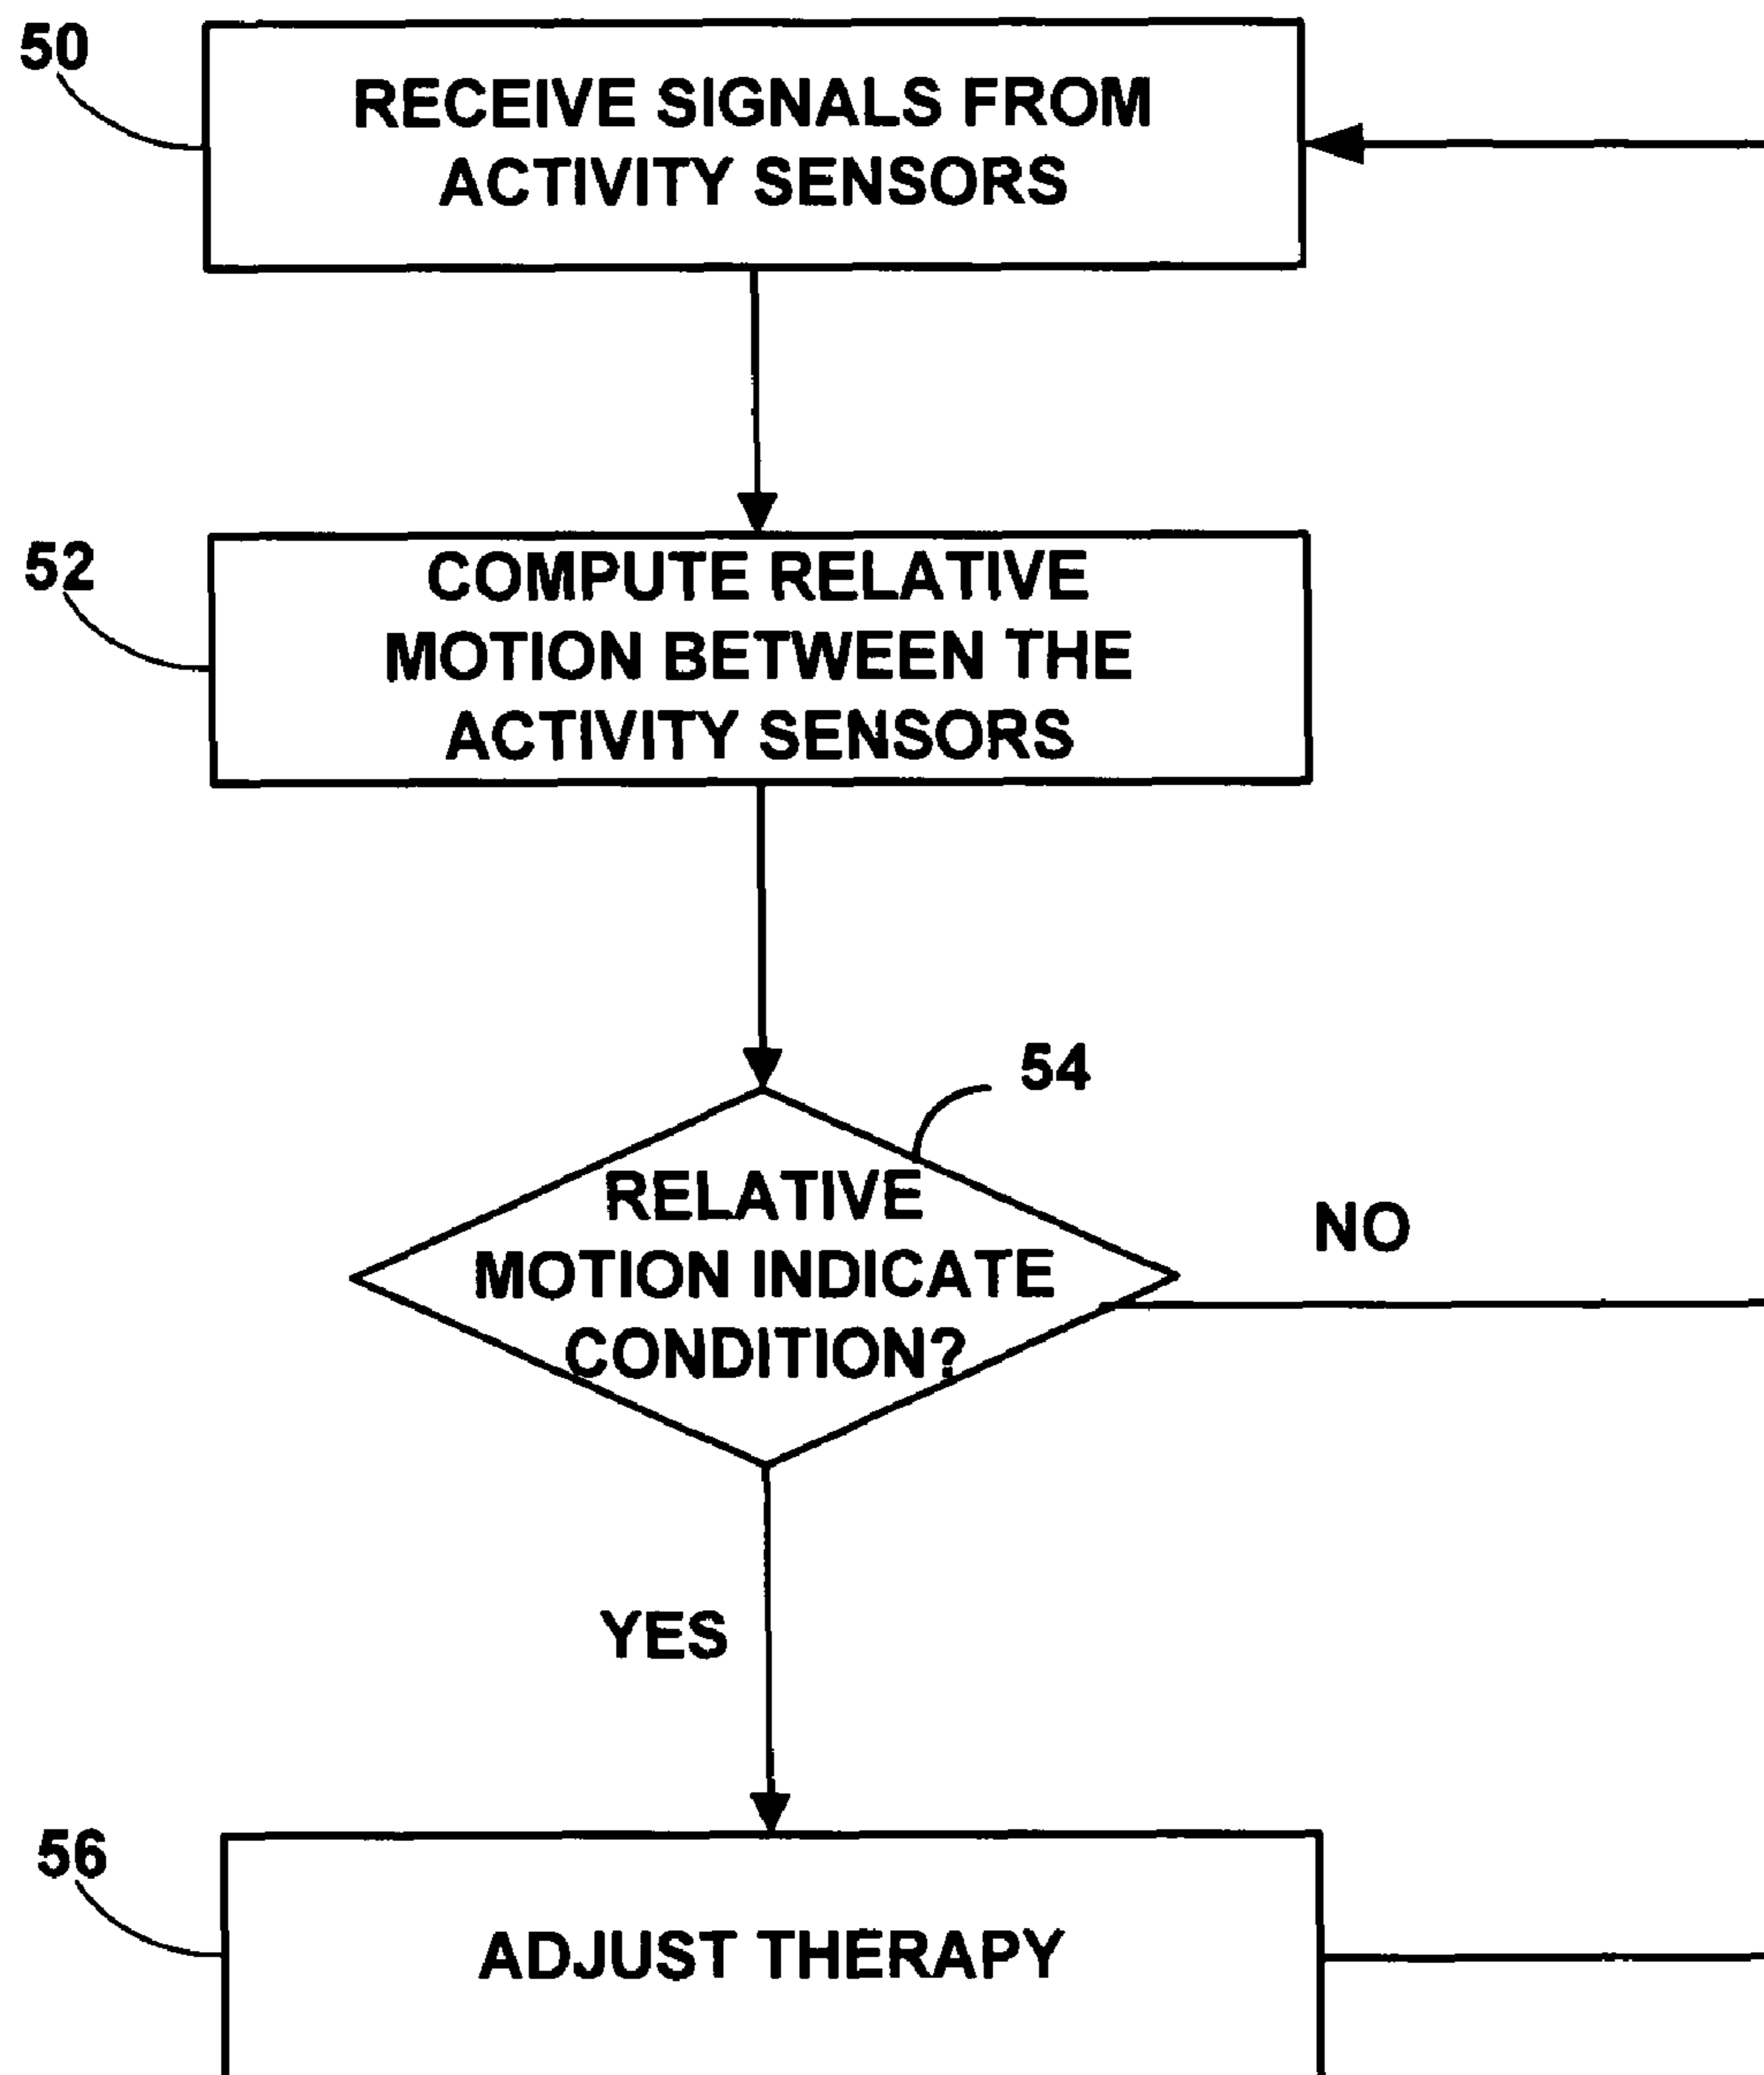 50
RECEIVE SIGNALS FROM
ACTIVITY SENSORS
52
COMPUTE RELATIVE
MOTION BETWEEN THE
ACTIVITY SENSORS
54
RELATIVE
MOTION INDICATE
CONDITION?
NO
YES
56
ADJUST THERAPY